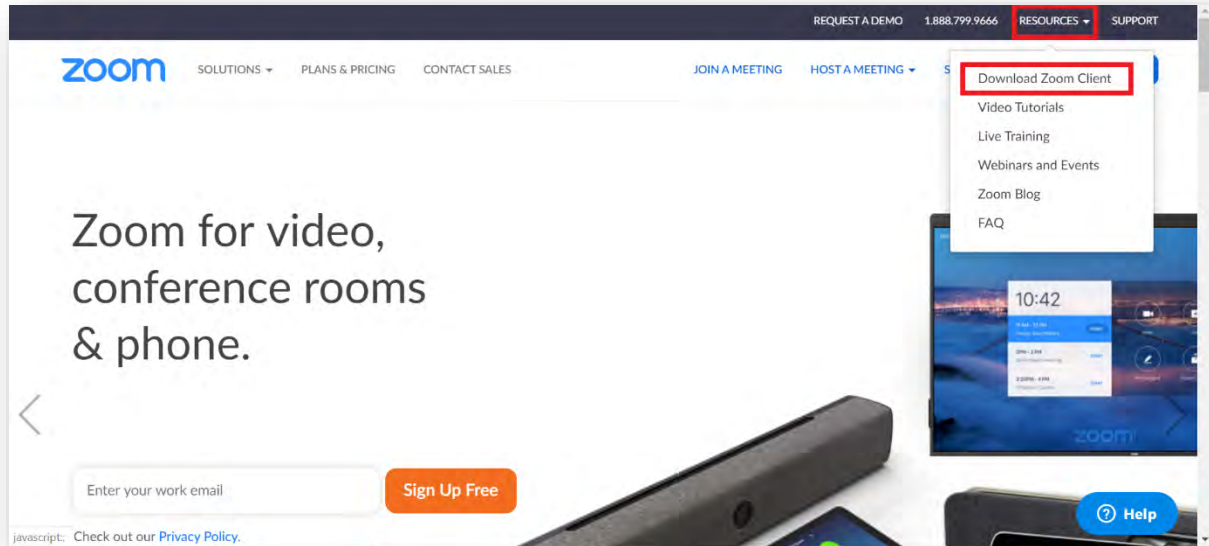 REQUEST A DEMO 1.888.799.9666 RESOURCES SUPPORT
zoom SOLUTIONS PLANS & PRICING CONTACT SALES JOIN A MEETING HOST A MEETING S
Download Zoom Client
Video Tutorials
Live Training
Webinars and Events
Zoom Blog
FAQ
Zoom for video,
conference rooms
& phone.
10:42
zoom
Enter your work email Sign Up Free
Help
javascript:; Check out our Privacy Policy.